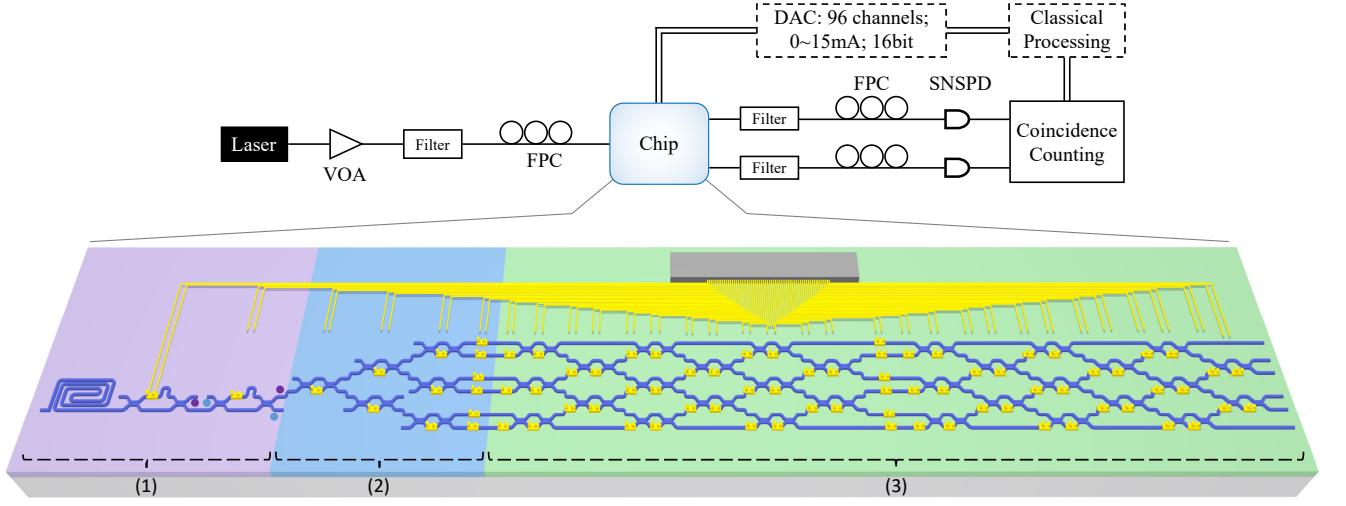 DAC: 96 channels;
0~15mA; 16bit
Classical
Processing
FPC
SNSPD
Laser
VOA
Filter
FPC
Chip
Filter
Filter
Coincidence
Counting
(1)
(2)
(3)